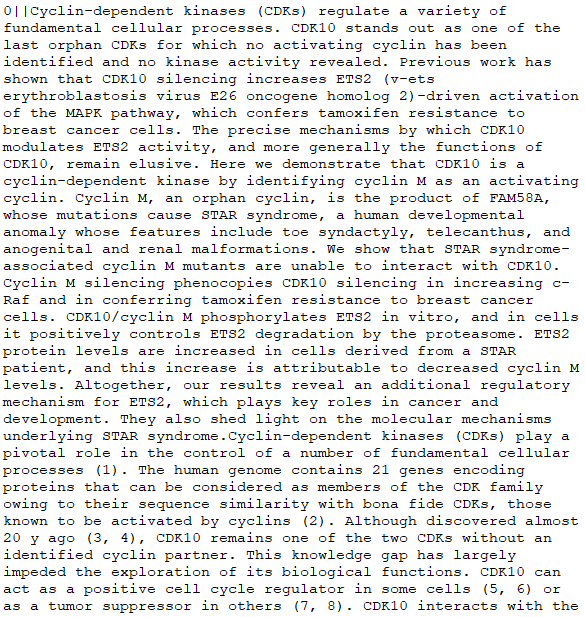 0||Cyclin-dependent kinases (CDKs) regulate a variety of
fundamental cellular processes. CDK10 stands out as one of the
last orphan CDKs for which no activating cyclin has been
identified and no kinase activity revealed. Previous work has
shown that CDK10 silencing increases ETS2 (v-ets
erythroblastosis virus E26 oncogene homolog 2)-driven activation
of the MAPK pathway, which confers tamoxifen resistance to
breast cancer cells. The precise mechanisms by which CDK10
modulates ETS2 activity, and more generally the functions of
CDK10, remain elusive. Here we demonstrate that CDK10 is a
cyclin-dependent kinase by identifying cyclin M as an activating
cyclin. Cyclin M, an orphan cyclin, is the product of FAM58A,
whose mutations cause STAR syndrome, a human developmental
anomaly whose features include toe syndactyly, telecanthus, and
anogenital and renal malformations. We show that STAR syndrome-
associated cyclin M mutants are unable to interact with CDK10.
Cyclin M silencing phenocopies CDK10 silencing in increasing c-
Raf and in conferring tamoxifen resistance to breast cancer
cells. CDK10/cyclin M phosphorylates ETS2 in vitro, and in cells
it positively controls ETS2 degradation by the proteasome. ETS2
protein levels are increased in cells derived from a STAR
patient, and this increase is attributable to decreased cyclin M
levels. Altogether, our results reveal an additional regulatory
mechanism for ETS2, which plays key roles in cancer and
development. They also shed light on the molecular mechanisms
underlying STAR syndrome.Cyclin-dependent kinases (CDKs) play a
pivotal role in the control of a number of fundamental cellular
processes (1). The human genome contains 21 genes encoding
proteins that can be considered as members of the CDK family
owing to their sequence similarity with bona fide CDKs, those
known to be activated by cyclins (2). Although discovered almost
20 y ago (3, 4), CDK10 remains one of the two CDKs without an
identified cyclin partner. This knowledge gap has largely
impeded the exploration of its biological functions. CDK10 can
act as a positive cell cycle regulator in some cells (5, 6) or
as a tumor suppressor in others (7, 8). CDK10 interacts with the